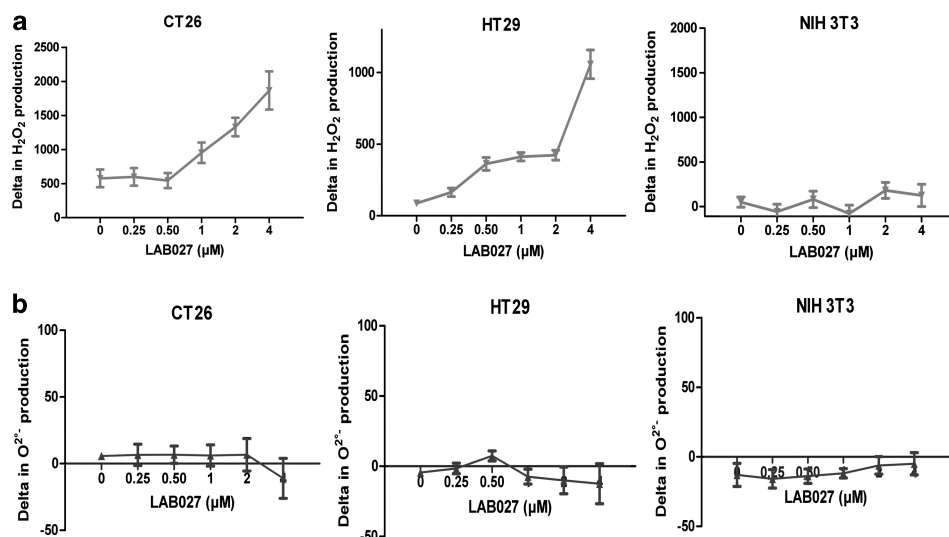 a
CT26
Delta in H₂O₂ production
2500
2000
1500
1000
500
0
0 0.25 0.50 1 2 4
LAB027 (µM)
HT29
Delta in H₂O₂ production
1000
500
0
0 0.25 0.50 1 2 4
LAB027 (µM)
NIH 3T3
Delta in H₂O₂ production
2000
1500
1000
500
0
0 0.25 0.50 1 2 4
LAB027 (µM)
b
CT26
Delta in O²°- production
100
50
0
-50
0 0.25 0.50 1 2
LAB027 (µM)
HT29
Delta in O²°- production
100
50
0
-50
0 0.25 0.50
LAB027 (µM)
NIH 3T3
Delta in O²°- production
100
50
0
-50
0 0.25 0.50
LAB027 (µM)